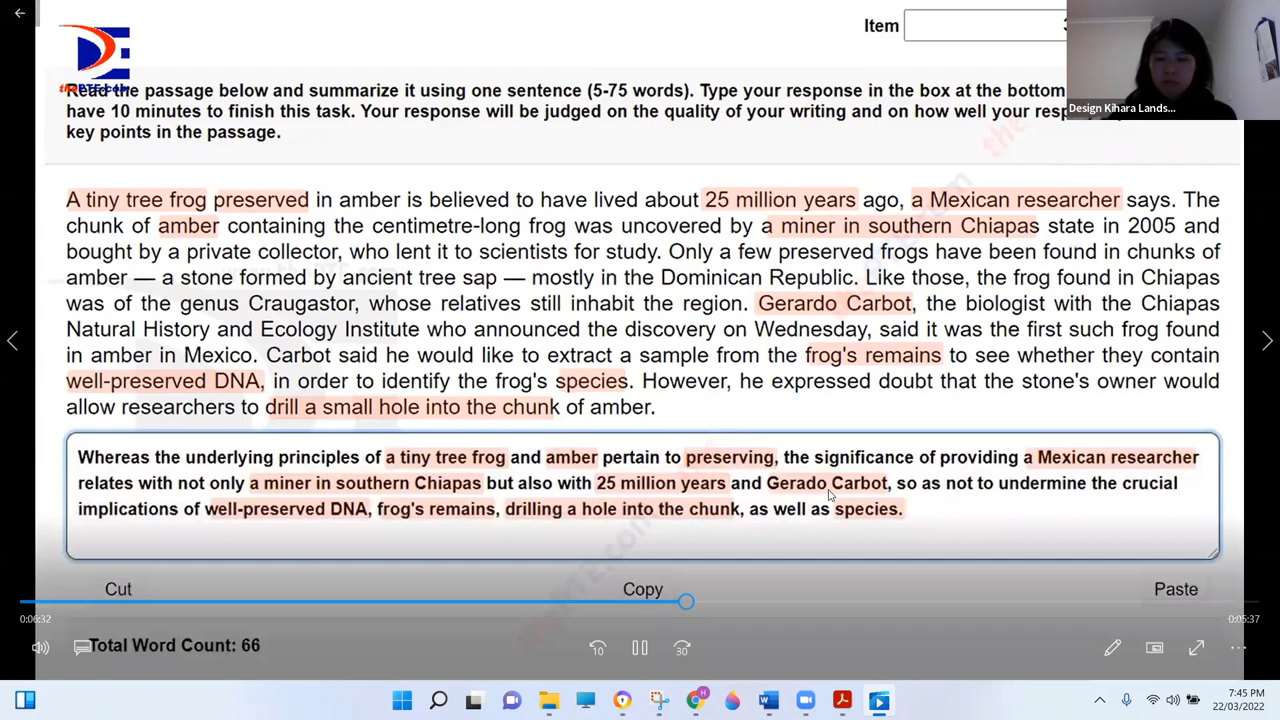 Item
thePTE.com
Design Kihara Lands...
Read the passage below and summarize it using one sentence (5-75 words). Type your response in the box at the bottom
have 10 minutes to finish this task. Your response will be judged on the quality of your writing and on how well your resp
key points in the passage.
A tiny tree frog preserved in amber is believed to have lived about 25 million years ago, a Mexican researcher says. The
chunk of amber containing the centimetre-long frog was uncovered by a miner in southern Chiapas state in 2005 and
bought by a private collector, who lent it to scientists for study. Only a few preserved frogs have been found in chunks of
amber — a stone formed by ancient tree sap — mostly in the Dominican Republic. Like those, the frog found in Chiapas
was of the genus Craugastor, whose relatives still inhabit the region. Gerardo Carbot, the biologist with the Chiapas
Natural History and Ecology Institute who announced the discovery on Wednesday, said it was the first such frog found
in amber in Mexico. Carbot said he would like to extract a sample from the frog's remains to see whether they contain
well-preserved DNA, in order to identify the frog's species. However, he expressed doubt that the stone's owner would
allow researchers to drill a small hole into the chunk of amber.
Whereas the underlying principles of a tiny tree frog and amber pertain to preserving, the significance of providing a Mexican researcher
relates with not only a miner in southern Chiapas but also with 25 million years and Gerado Carbot, so as not to undermine the crucial
implications of well-preserved DNA, frog's remains, drilling a hole into the chunk, as well as species.
Cut Copy Paste
0:06:32 0:05:37
Total Word Count: 66
10 30
7:45 PM
22/03/2022